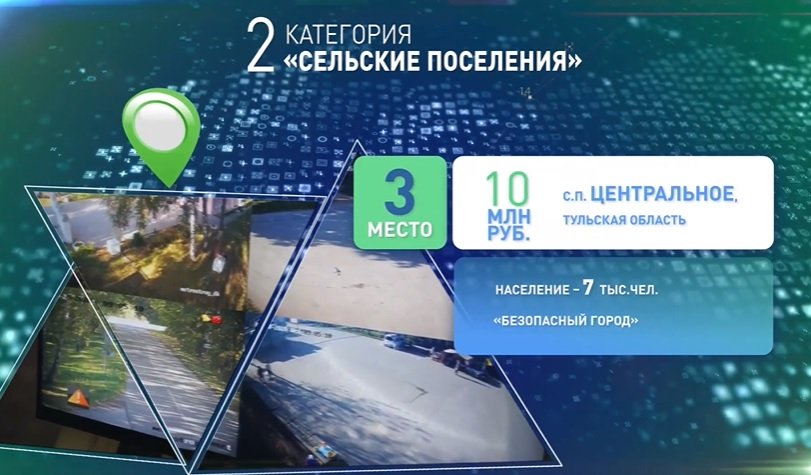 2 КАТЕГОРИЯ
«СЕЛЬСКИЕ ПОСЕЛЕНИЯ»
3
МЕСТО
10
МЛН
РУБ.
С.П. ЦЕНТРАЛЬНОЕ,
ТУЛЬСКАЯ ОБЛАСТЬ
НАСЕЛЕНИЕ – 7 ТЫС.ЧЕЛ.
«БЕЗОПАСНЫЙ ГОРОД»